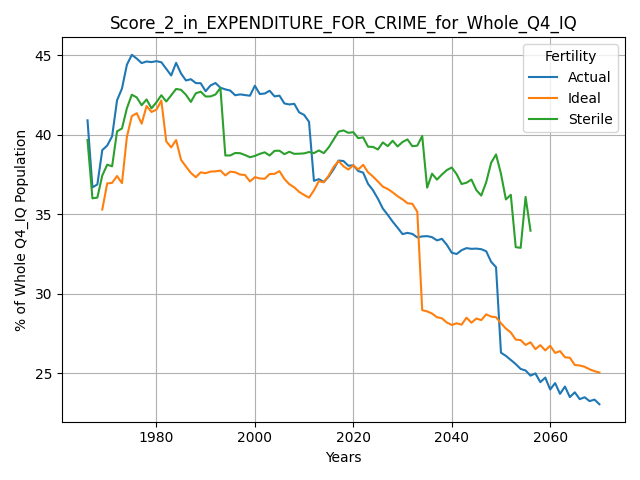 Score_2_in_EXPENDITURE_FOR_CRIME_for_Whole_Q4_IQ
% of Whole Q4_IQ Population
45
40
35
30
25
Fertility
Actual
Ideal
Sterile
1980 2000 2020 2040 2060
Years